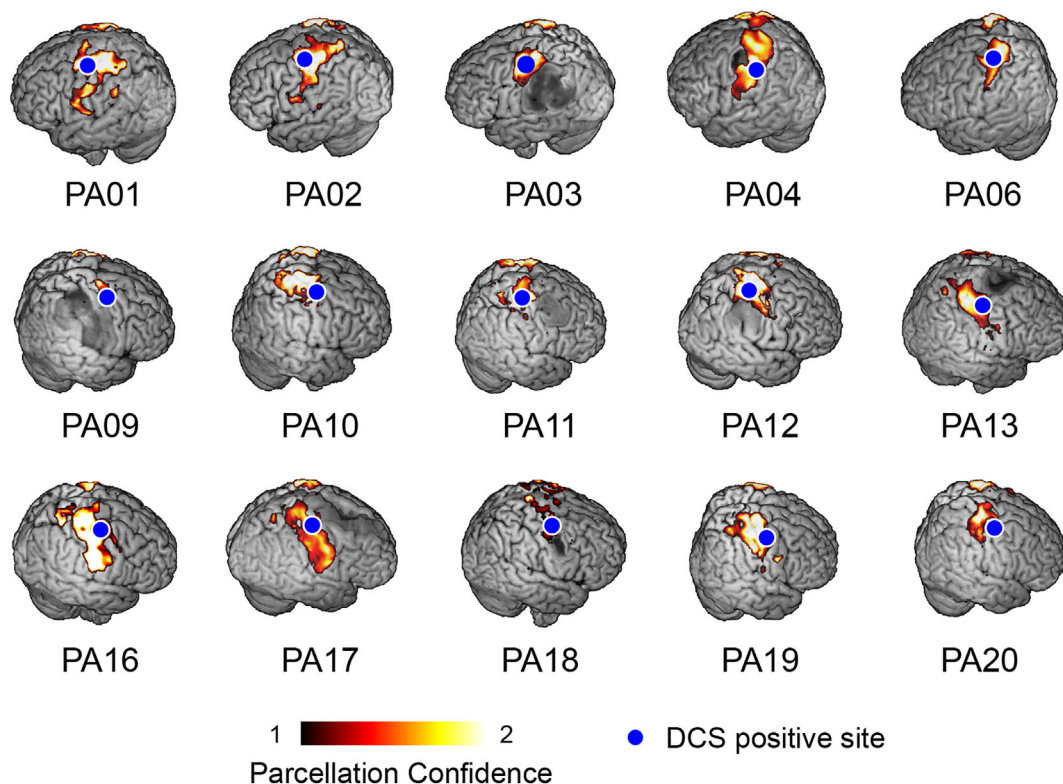 PA01 PA02 PA03 PA04 PA06
PA09 PA10 PA11 PA12 PA13
PA16 PA17 PA18 PA19 PA20
1 2 DCS positive site
Parcellation Confidence